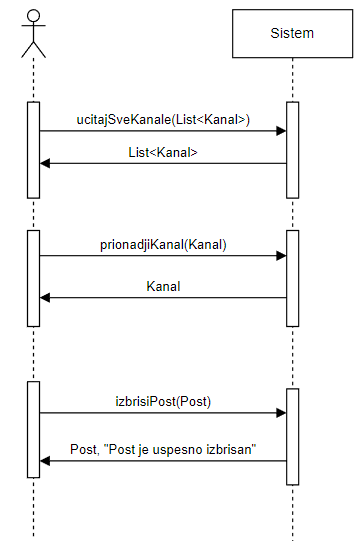 Sistem
ucitajSveKanale(List<Kanal>)
List<Kanal>
prionadjiKanal(Kanal)
Kanal
izbrisiPost(Post)
Post, "Post je uspesno izbrisan"